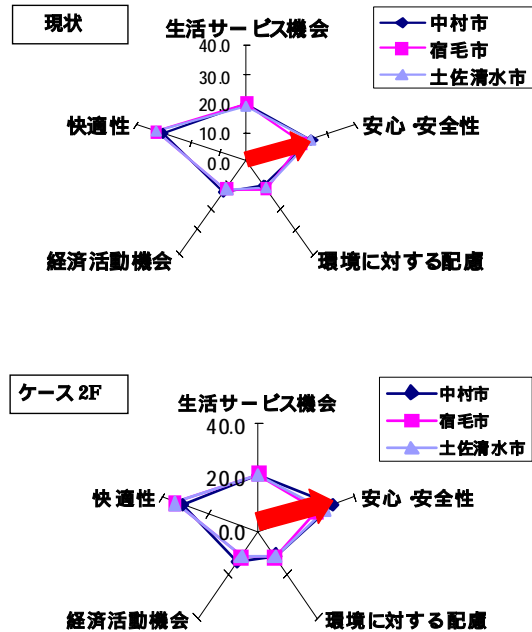 現状
生活サービス機会
中村市
宿毛市
土佐清水市
40.0
30.0
20.0
10.0
0.0
快適性
安心・安全性
経済活動機会
環境に対する配慮
ケース2F
生活サービス機会
中村市
宿毛市
土佐清水市
40.0
20.0
0.0
快適性
安心・安全性
経済活動機会
環境に対する配慮